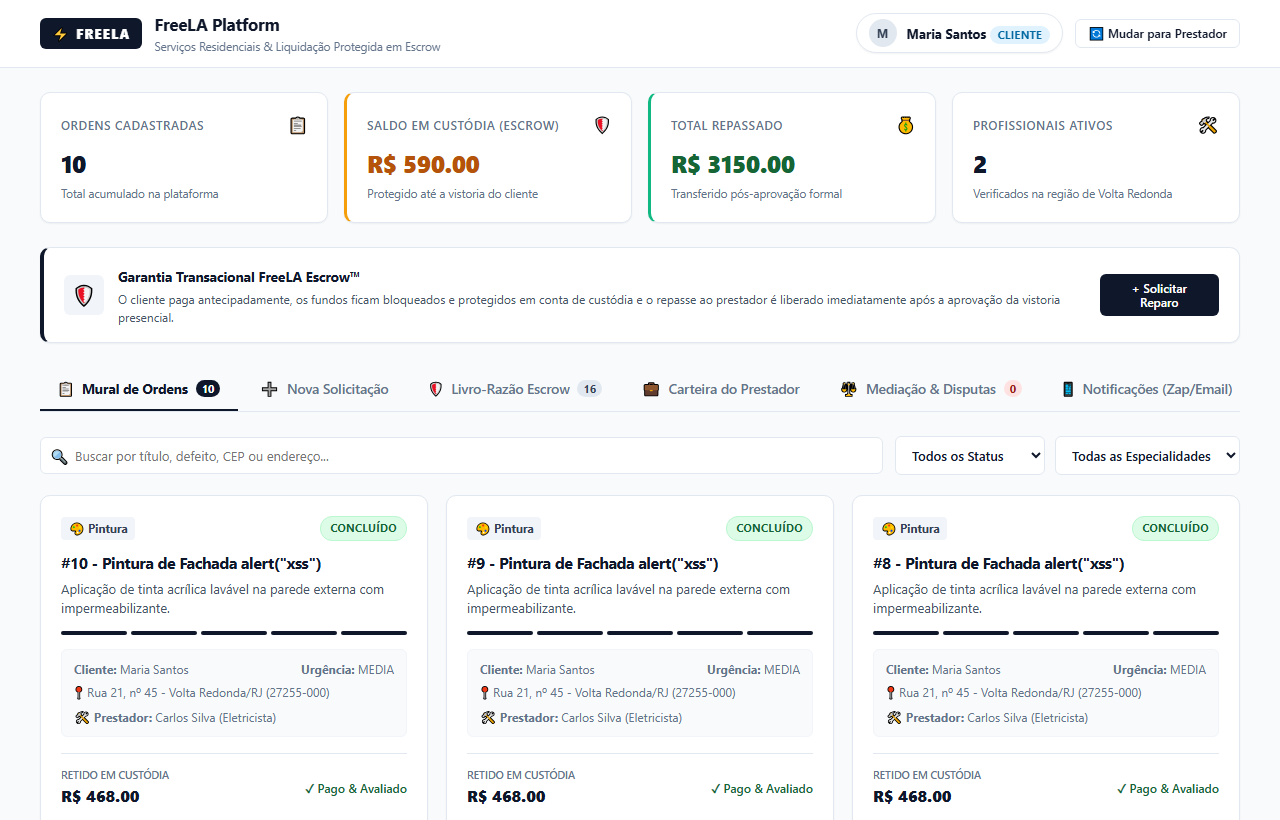 FREELA
FreeLA Platform
Serviços Residenciais & Liquidação Protegida em Escrow
M Maria Santos CLIENTE
Mudar para Prestador
ORDENS CADASTRADAS
10
Total acumulado na plataforma
SALDO EM CUSTÓDIA (ESCROW)
R$ 590.00
Protegido até a vistoria do cliente
TOTAL REPASSADO
R$ 3150.00
Transferido pós-aprovação formal
PROFISSIONAIS ATIVOS
2
Verificados na região de Volta Redonda
Garantia Transacional FreeLA Escrow™
O cliente paga antecipadamente, os fundos ficam bloqueados e protegidos em conta de custódia e o repasse ao prestador é liberado imediatamente após a aprovação da vistoria
presencial.
+ Solicitar
Reparo
Mural de Ordens 10
Nova Solicitação
Livro-Razão Escrow 16
Carteira do Prestador
Mediação & Disputas 0
Notificações (Zap/Email)
Buscar por título, defeito, CEP ou endereço...
Todos os Status
Todas as Especialidades
Pintura
CONCLUÍDO
#10 - Pintura de Fachada alert("xss")
Aplicação de tinta acrílica lavável na parede externa com
impermeabilizante.
Cliente: Maria Santos
Urgência: MEDIA
Rua 21, nº 45 - Volta Redonda/RJ (27255-000)
Prestador: Carlos Silva (Eletricista)
RETIDO EM CUSTÓDIA
R$ 468.00
✓ Pago & Avaliado
Pintura
CONCLUÍDO
#9 - Pintura de Fachada alert("xss")
Aplicação de tinta acrílica lavável na parede externa com
impermeabilizante.
Cliente: Maria Santos
Urgência: MEDIA
Rua 21, nº 45 - Volta Redonda/RJ (27255-000)
Prestador: Carlos Silva (Eletricista)
RETIDO EM CUSTÓDIA
R$ 468.00
✓ Pago & Avaliado
Pintura
CONCLUÍDO
#8 - Pintura de Fachada alert("xss")
Aplicação de tinta acrílica lavável na parede externa com
impermeabilizante.
Cliente: Maria Santos
Urgência: MEDIA
Rua 21, nº 45 - Volta Redonda/RJ (27255-000)
Prestador: Carlos Silva (Eletricista)
RETIDO EM CUSTÓDIA
R$ 468.00
✓ Pago & Avaliado